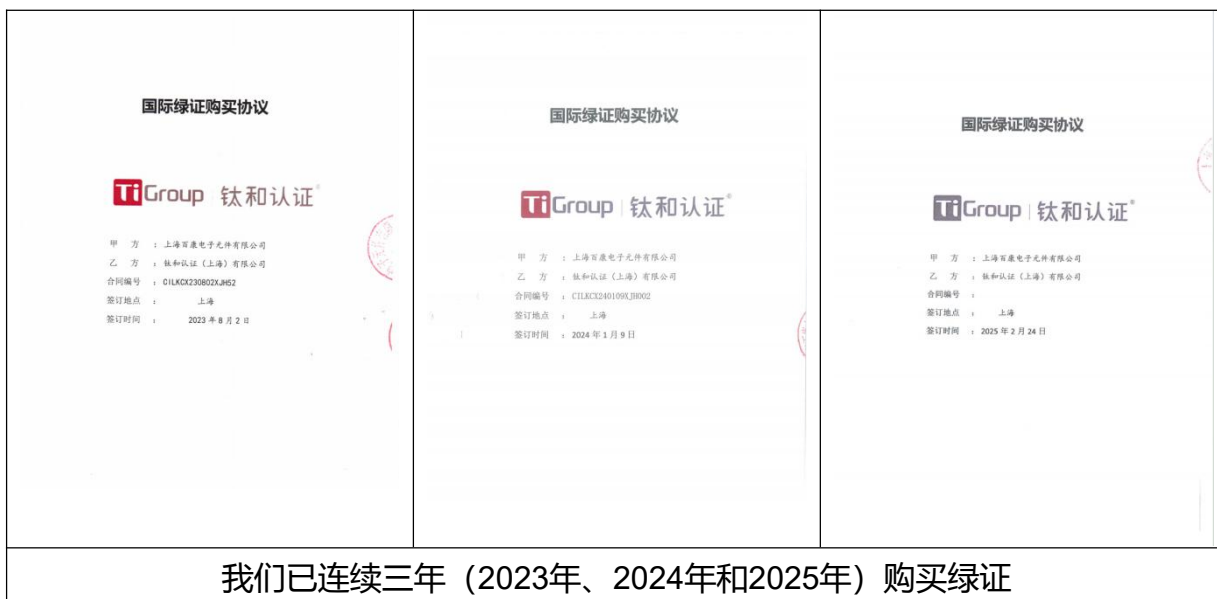 国际绿证购买协议
TiGroup 钛和认证®
甲 方 : 上海百康电子元件有限公司
乙 方 : 钛和认证（上海）有限公司
合同编号 : CILKCX230802XJH52
签订地点 : 上海
签订时间 : 2023 年 8 月 2 日
国际绿证购买协议
TiGroup 钛和认证®
甲 方 : 上海百康电子元件有限公司
乙 方 : 钛和认证（上海）有限公司
合同编号 : CILKCX240109XJH002
签订地点 : 上海
签订时间 : 2024 年 1 月 9 日
国际绿证购买协议
TiGroup 钛和认证®
甲 方 : 上海百康电子元件有限公司
乙 方 : 钛和认证（上海）有限公司
合同编号 :
签订地点 : 上海
签订时间 : 2025 年 2 月 24 日
我们已连续三年（2023年、2024年和2025年）购买绿证